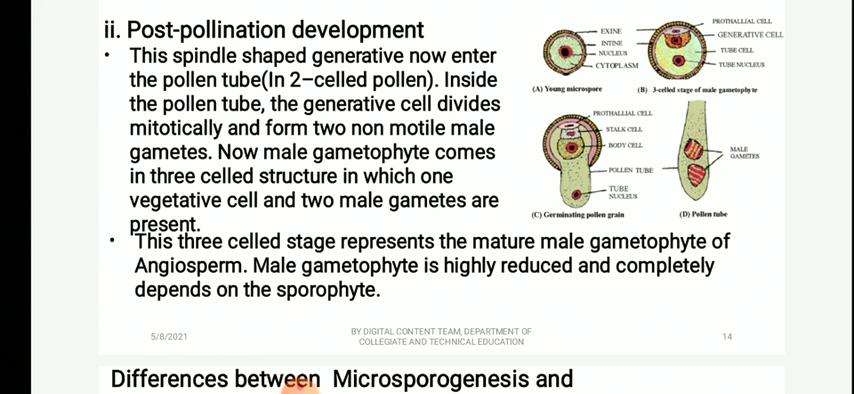 ii. Post-pollination development
• This spindle shaped generative now enter
the pollen tube(In 2–celled pollen). Inside
the pollen tube, the generative cell divides
mitotically and form two non motile male
gametes. Now male gametophyte comes
in three celled structure in which one
vegetative cell and two male gametes are
present.
• This three celled stage represents the mature male gametophyte of
Angiosperm. Male gametophyte is highly reduced and completely
depends on the sporophyte.
EXINE
INTINE
NUCLEUS
CYTOPLASM
(A) Young microspore
PROTHALLIAL CELL
GENERATIVE CELL
TUBE CELL
TUBE NUCLEUS
(B) 3-celled stage of male gametophyte
PROTHALLIAL CELL
STALK CELL
BODY CELL
POLLEN TUBE
TUBE
NUCLEUS
(C) Germinating pollen grain
MALE
GAMETES
(D) Pollen tube
5/8/2021
BY DIGITAL CONTENT TEAM, DEPARTMENT OF
COLLEGIATE AND TECHNICAL EDUCATION
14
Differences between Microsporogenesis and